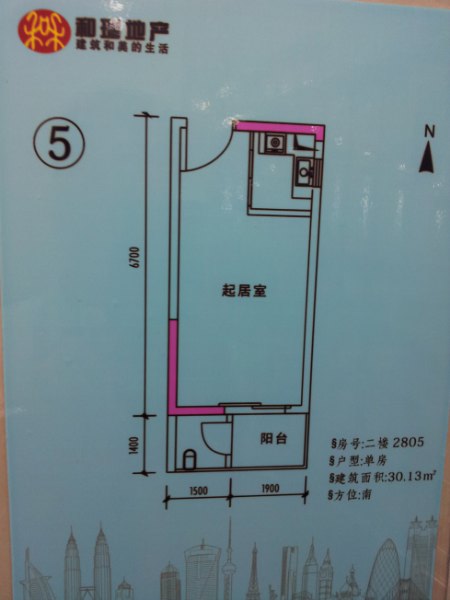 和瑞地产
建筑和美的生活
5
N
6700
起居室
1400
阳台
1500
1900
§房号:二楼 2805
§户型:单房
§建筑面积:30.13m²
§方位:南